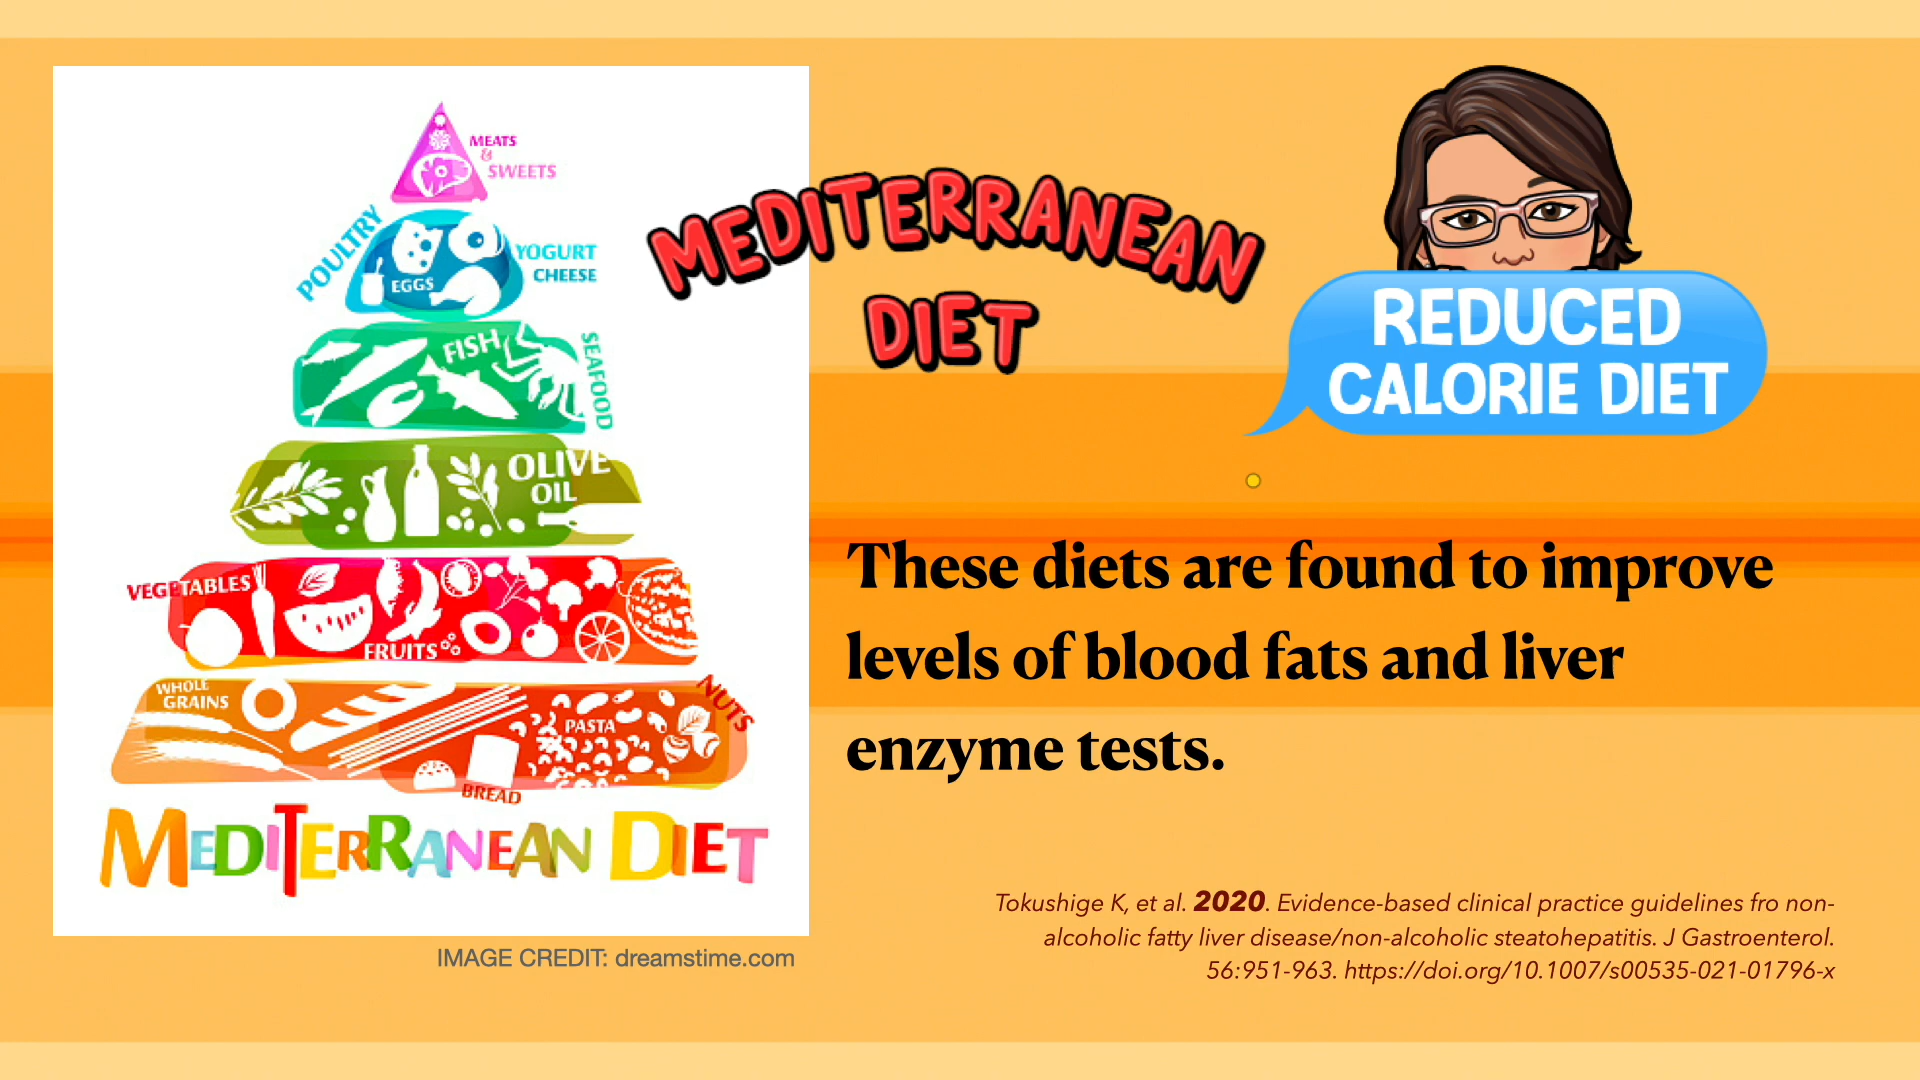 MEATS
&
SWEETS
POULTRY
YOGURT
CHEESE
EGGS
FISH
SEAFOOD
OLIVE
OIL
VEGETABLES
FRUITS
WHOLE
GRAINS
NUTS
PASTA
BREAD
MEDITERRANEAN DIET
IMAGE CREDIT: dreamstime.com
MEDITERRANEAN
DIET
REDUCED
CALORIE DIET
These diets are found to improve
levels of blood fats and liver
enzyme tests.
Tokushige K, et al. 2020. Evidence-based clinical practice guidelines fro non-
alcoholic fatty liver disease/non-alcoholic steatohepatitis. J Gastroenterol.
56:951-963. https://doi.org/10.1007/s00535-021-01796-x